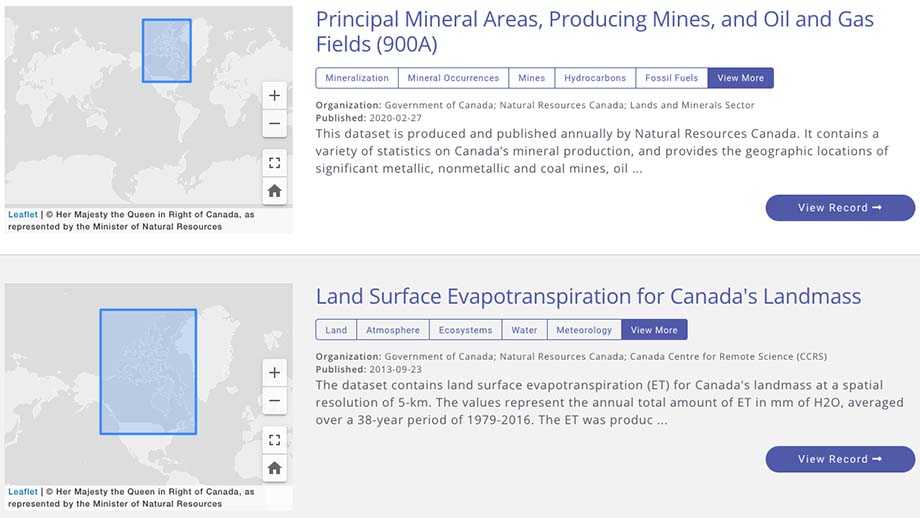 Principal Mineral Areas, Producing Mines, and Oil and Gas
Fields (900A)
Mineralization
Mineral Occurrences
Mines
Hydrocarbons
Fossil Fuels
View More
Organization: Government of Canada; Natural Resources Canada; Lands and Minerals Sector
Published: 2020-02-27
This dataset is produced and published annually by Natural Resources Canada. It contains a
variety of statistics on Canada's mineral production, and provides the geographic locations of
significant metallic, nonmetallic and coal mines, oil ...
View Record →
+
−
Leaflet | © Her Majesty the Queen in Right of Canada, as
represented by the Minister of Natural Resources
Land Surface Evapotranspiration for Canada's Landmass
Land
Atmosphere
Ecosystems
Water
Meteorology
View More
Organization: Government of Canada; Natural Resources Canada; Canada Centre for Remote Science (CCRS)
Published: 2013-09-23
The dataset contains land surface evapotranspiration (ET) for Canada's landmass at a spatial
resolution of 5-km. The values represent the annual total amount of ET in mm of H2O, averaged
over a 38-year period of 1979-2016. The ET was produc ...
View Record →
+
−
Leaflet | © Her Majesty the Queen in Right of Canada, as
represented by the Minister of Natural Resources